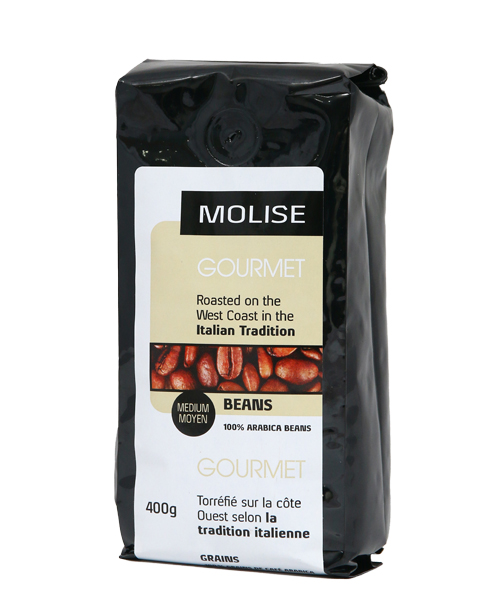 MOLISE
GOURMET
Roasted on the
West Coast in the
Italian Tradition
BEANS
MEDIUM
MOYEN
100% ARABICA BEANS
GOURMET
400g
Torréfié sur la côte
Ouest selon la
tradition italienne
GRAINS